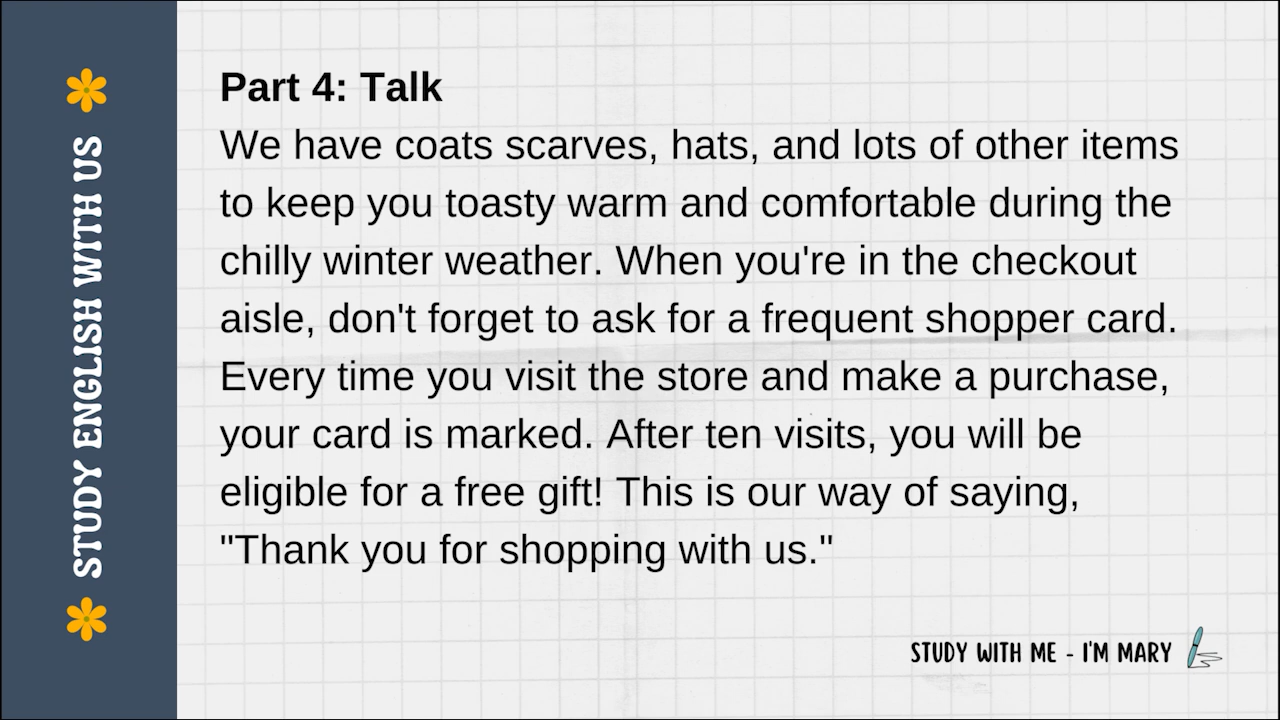 STUDY ENGLISH WITH US
Part 4: Talk
We have coats scarves, hats, and lots of other items
to keep you toasty warm and comfortable during the
chilly winter weather. When you're in the checkout
aisle, don't forget to ask for a frequent shopper card.
Every time you visit the store and make a purchase,
your card is marked. After ten visits, you will be
eligible for a free gift! This is our way of saying,
"Thank you for shopping with us."
STUDY WITH ME - I'M MARY